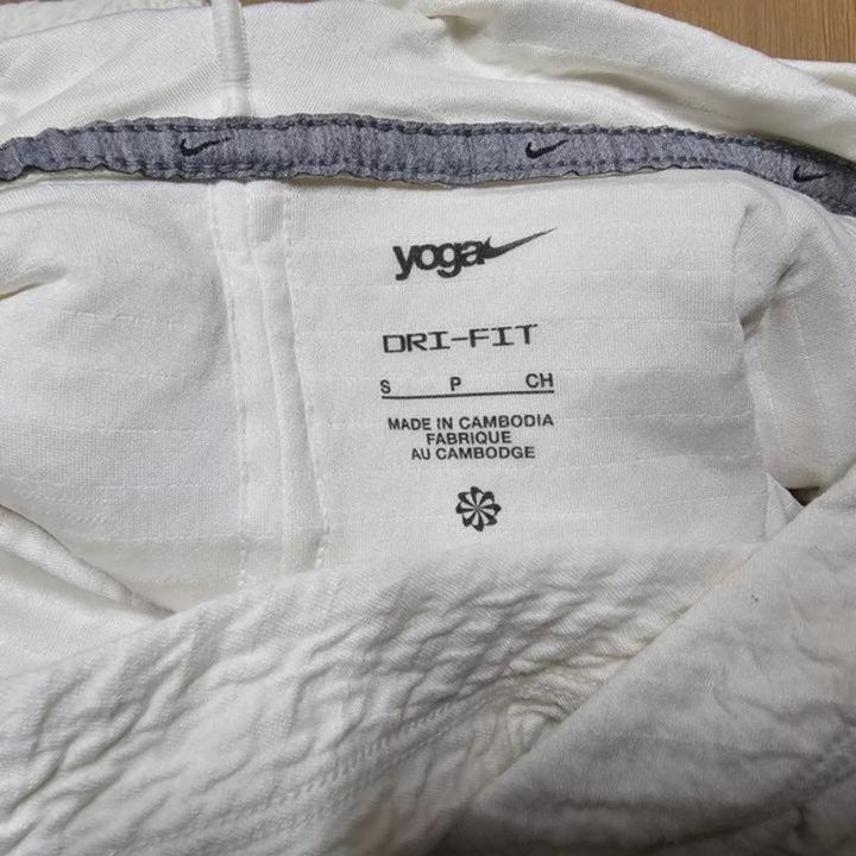 yoga
DRI-FIT
S P CH
MADE IN CAMBODIA
FABRIQUE
AU CAMBODGE